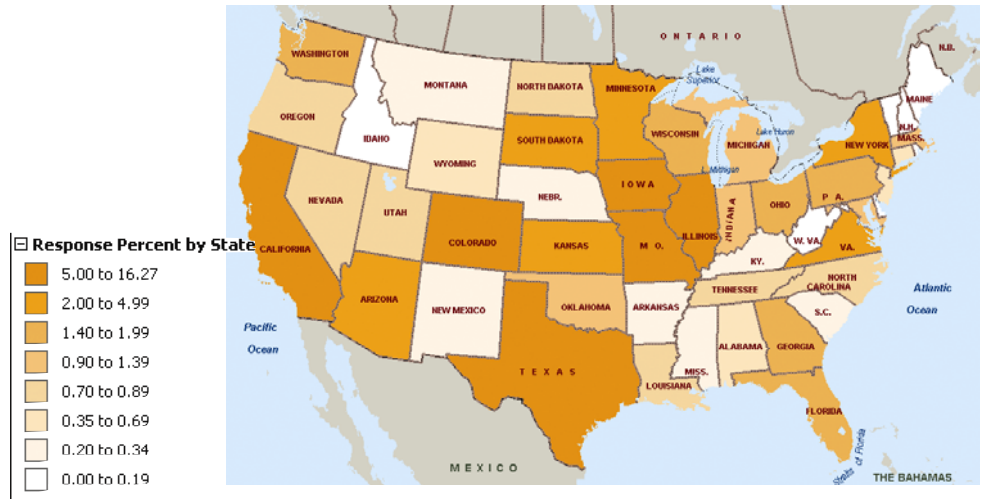 Response Percent by State
5.00 to 16.27
2.00 to 4.99
1.40 to 1.99
0.90 to 1.39
0.70 to 0.89
0.35 to 0.69
0.20 to 0.34
0.00 to 0.19
ONTARIO
N.B.
WASHINGTON
MONTANA
NORTH DAKOTA
MINNESOTA
Lake
Superior
MAINE
OREGON
IDAHO
SOUTH DAKOTA
WISCONSIN
MICHIGAN
Lake Huron
L. Michigan
N.H.
MASS.
NEW YORK
WYOMING
IOWA
NEBR.
NEVADA
UTAH
COLORADO
KANSAS
M O.
ILLINOIS
INDIANA
OHIO
P A.
W. VA.
VA.
CALIFORNIA
KY.
ARIZONA
NEW MEXICO
OKLAHOMA
ARKANSAS
TENNESSEE
NORTH
CAROLINA
S.C.
Atlantic
Ocean
Pacific
Ocean
TEXAS
LOUISIANA
MISS.
ALABAMA
GEORGIA
FLORIDA
Straits of Florida
MEXICO
THE BAHAMAS